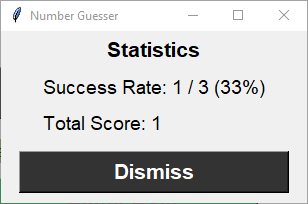 Number Guesser
Statistics
Success Rate: 1 / 3 (33%)
Total Score: 1
Dismiss